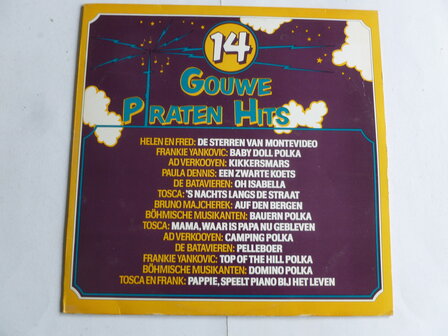 14
GOUWE
PIRATEN HITS
HELEN EN FRED: DE STERREN VAN MONTEVIDEO
FRANKIE YANKOVIC: BABY DOLL POLKA
AD VERKOOYEN: KIKKERSMARS
PAULA DENNIS: EEN ZWARTE KOETS
DE BATAVIEREN: OH ISABELLA
TOSCA: 'S NACHTS LANGS DE STRAAT
BRUNO MAJCHEREK: AUF DEN BERGEN
BÖHMISCHE MUSIKANTEN: BAUERN POLKA
TOSCA: MAMA, WAAR IS PAPA NU GEBLEVEN
AD VERKOOYEN: CAMPING POLKA
DE BATAVIEREN: PELLEBOER
FRANKIE YANKOVIC: TOP OF THE HILL POLKA
BÖHMISCHE MUSIKANTEN: DOMINO POLKA
TOSCA EN FRANK: PAPPIE, SPEELT PIANO BIJ HET LEVEN